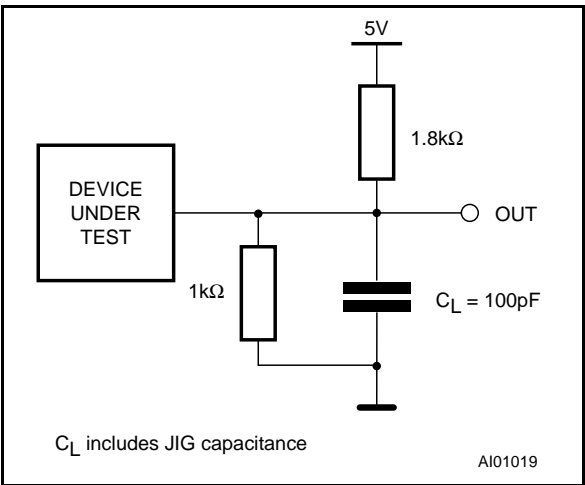 5V
1.8kΩ
DEVICE
UNDER
TEST
OUT
1kΩ
CL = 100pF
CL includes JIG capacitance
AI01019